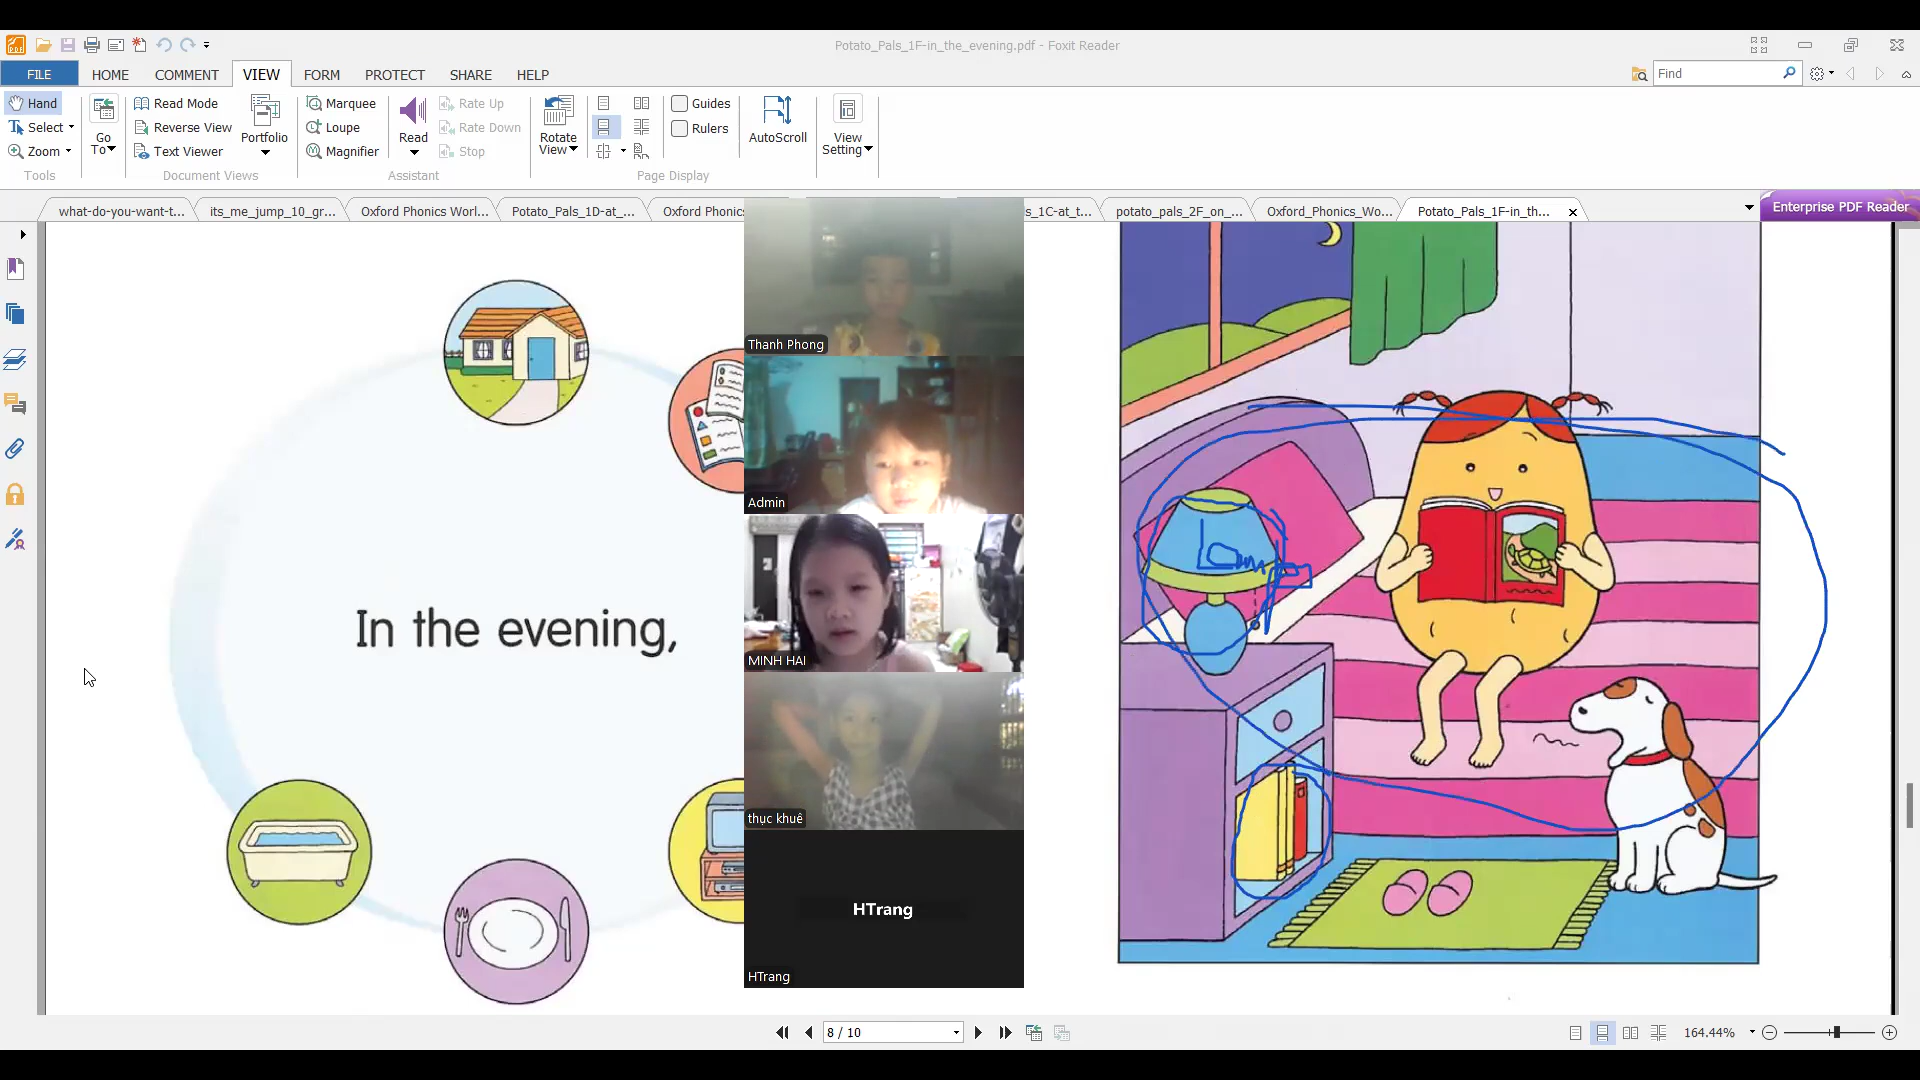 Potato_Pals_1F-in_the_evening.pdf - Foxit Reader
FILE HOME COMMENT VIEW FORM PROTECT SHARE HELP
Find
Hand
Select
Zoom
Tools
Go To
Read Mode
Reverse View
Text Viewer
Portfolio
Document Views
Marquee
Loupe
Magnifier
Read
Rate Up
Rate Down
Stop
Assistant
Rotate View
Guides
Rulers
Page Display
AutoScroll
View Setting
what-do-you-want-t... its_me_jump_10_gr... Oxford Phonics Worl... Potato_Pals_1D-at_... Oxford Phonics s_1C-at_t... potato_pals_2F_on_... Oxford_Phonics_Wo... Potato_Pals_1F-in_th...
Enterprise PDF Reader
Thanh Phong
Admin
MINH HAI
thục khuê
HTrang
HTrang
In the evening,
Lamp
8 / 10
164.44%